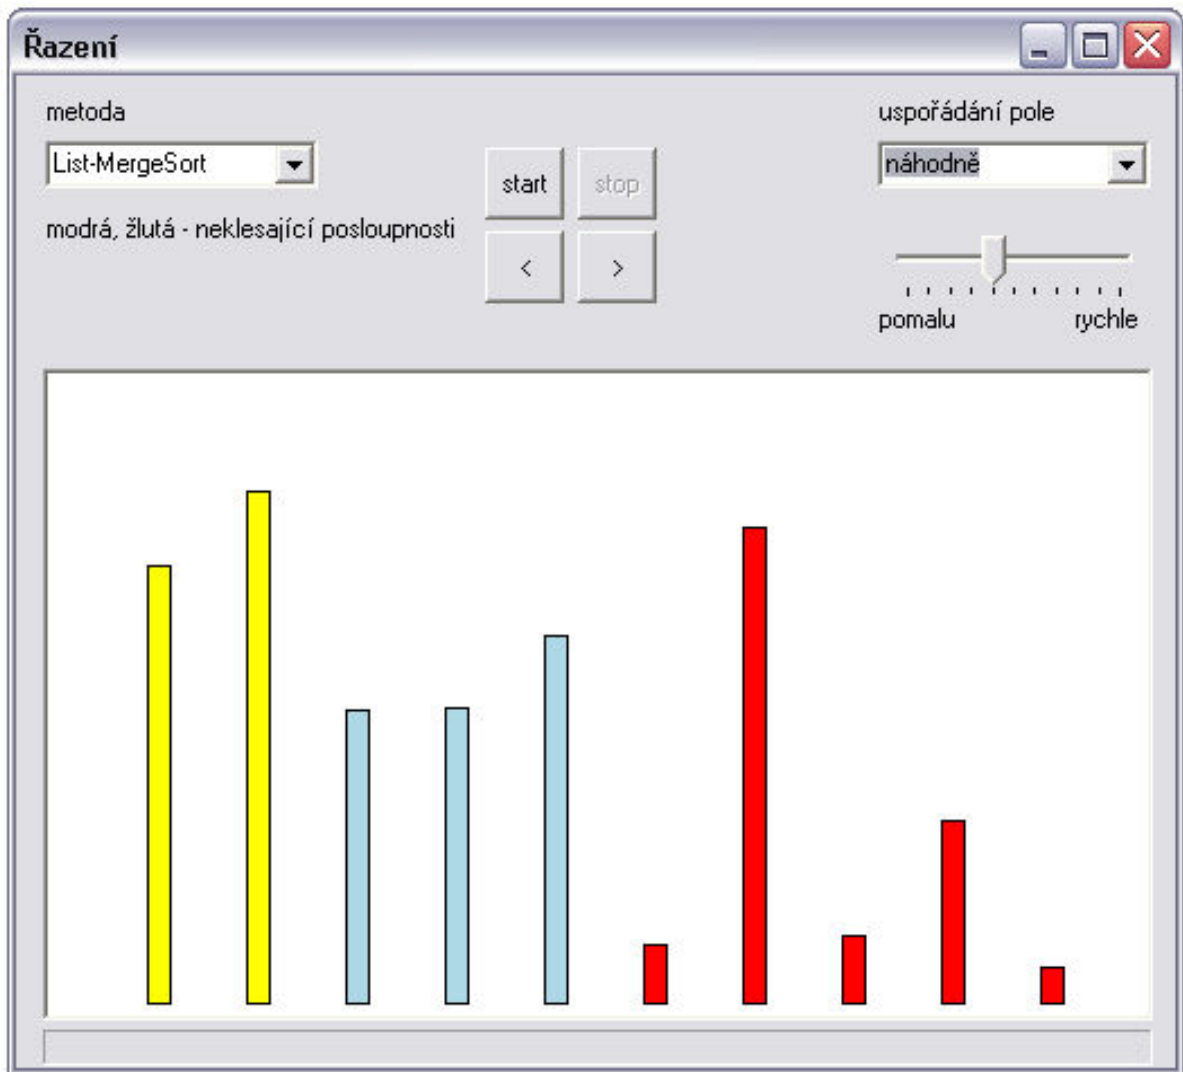 Řazení
metoda
uspořádání pole
List-MergeSort
start
stop
náhodně
modrá, žlutá - neklesající posloupnosti
<
>
pomalu
rychle